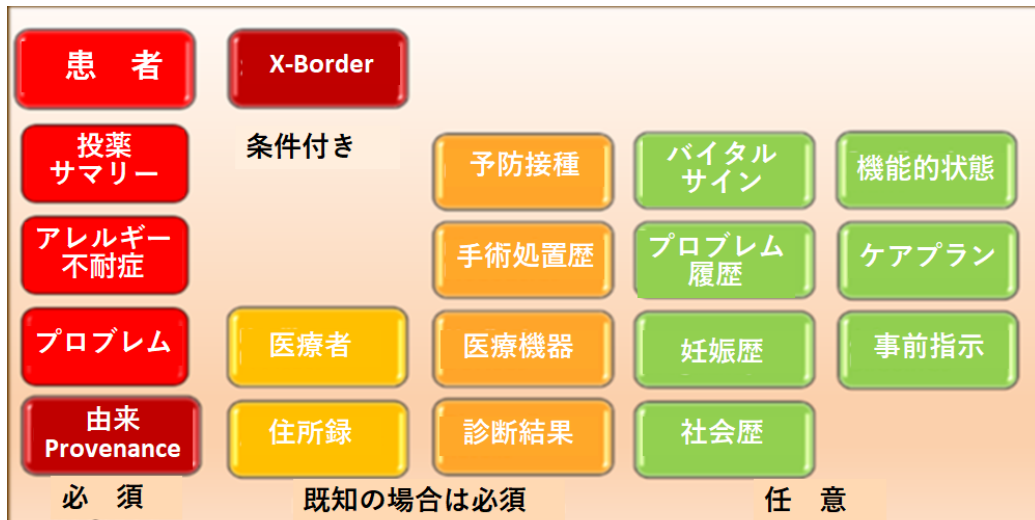 患 者
X-Border
投薬
サマリー
条件付き
予防接種
バイタル
サイン
機能的状態
アレルギー
不耐症
手術処置歴
プロブレム
履歴
ケアプラン
プロブレム
医療者
医療機器
妊娠歴
事前指示
由来
Provenance
住所録
診断結果
社会歴
必 須
既知の場合は必須
任 意